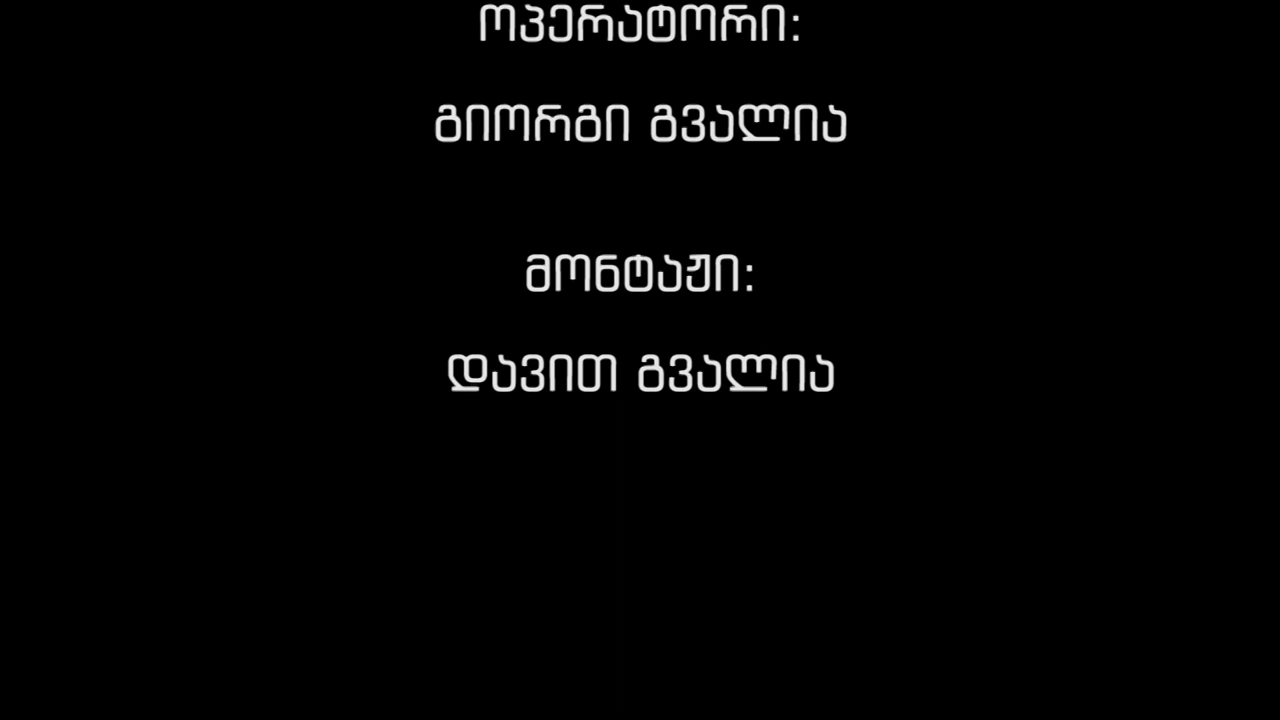 ოპერატორი:
გიორგი გვალია
მონტაჟი:
დავით გვალია